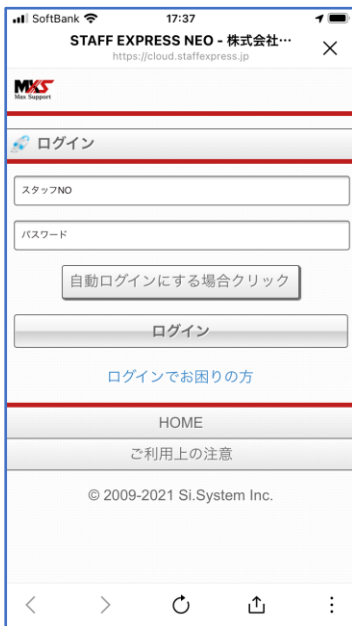 SoftBank 17:37
STAFF EXPRESS NEO - 株式会社…
https://cloud.staffexpress.jp
MXS
Max Support
ログイン
スタッフNO
パスワード
自動ログインにする場合クリック
ログイン
ログインでお困りの方
HOME
ご利用上の注意
© 2009-2021 Si.System Inc.